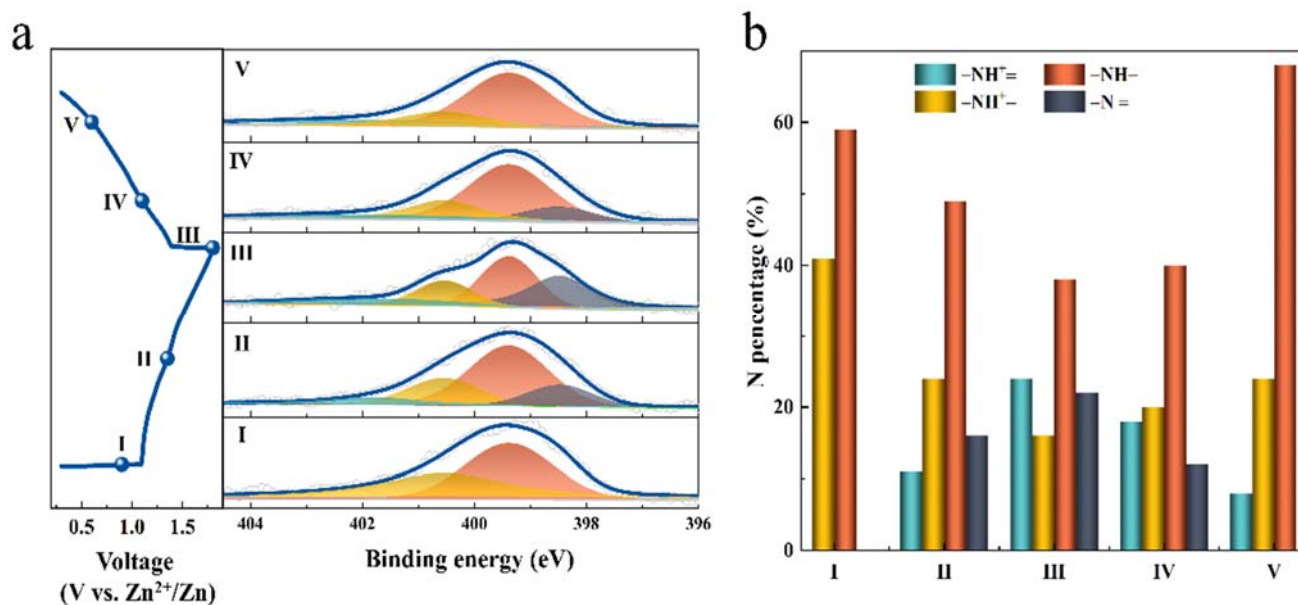 a
V
IV
III
II
I
0.5 1.0 1.5
Voltage
(V vs. Zn²⁺/Zn)
V
IV
III
II
I
404 402 400 398 396
Binding energy (eV)
b
–NH⁺= –NH–
–NH⁺– –N =
N pencentage (%)
60
40
20
0
I II III IV V